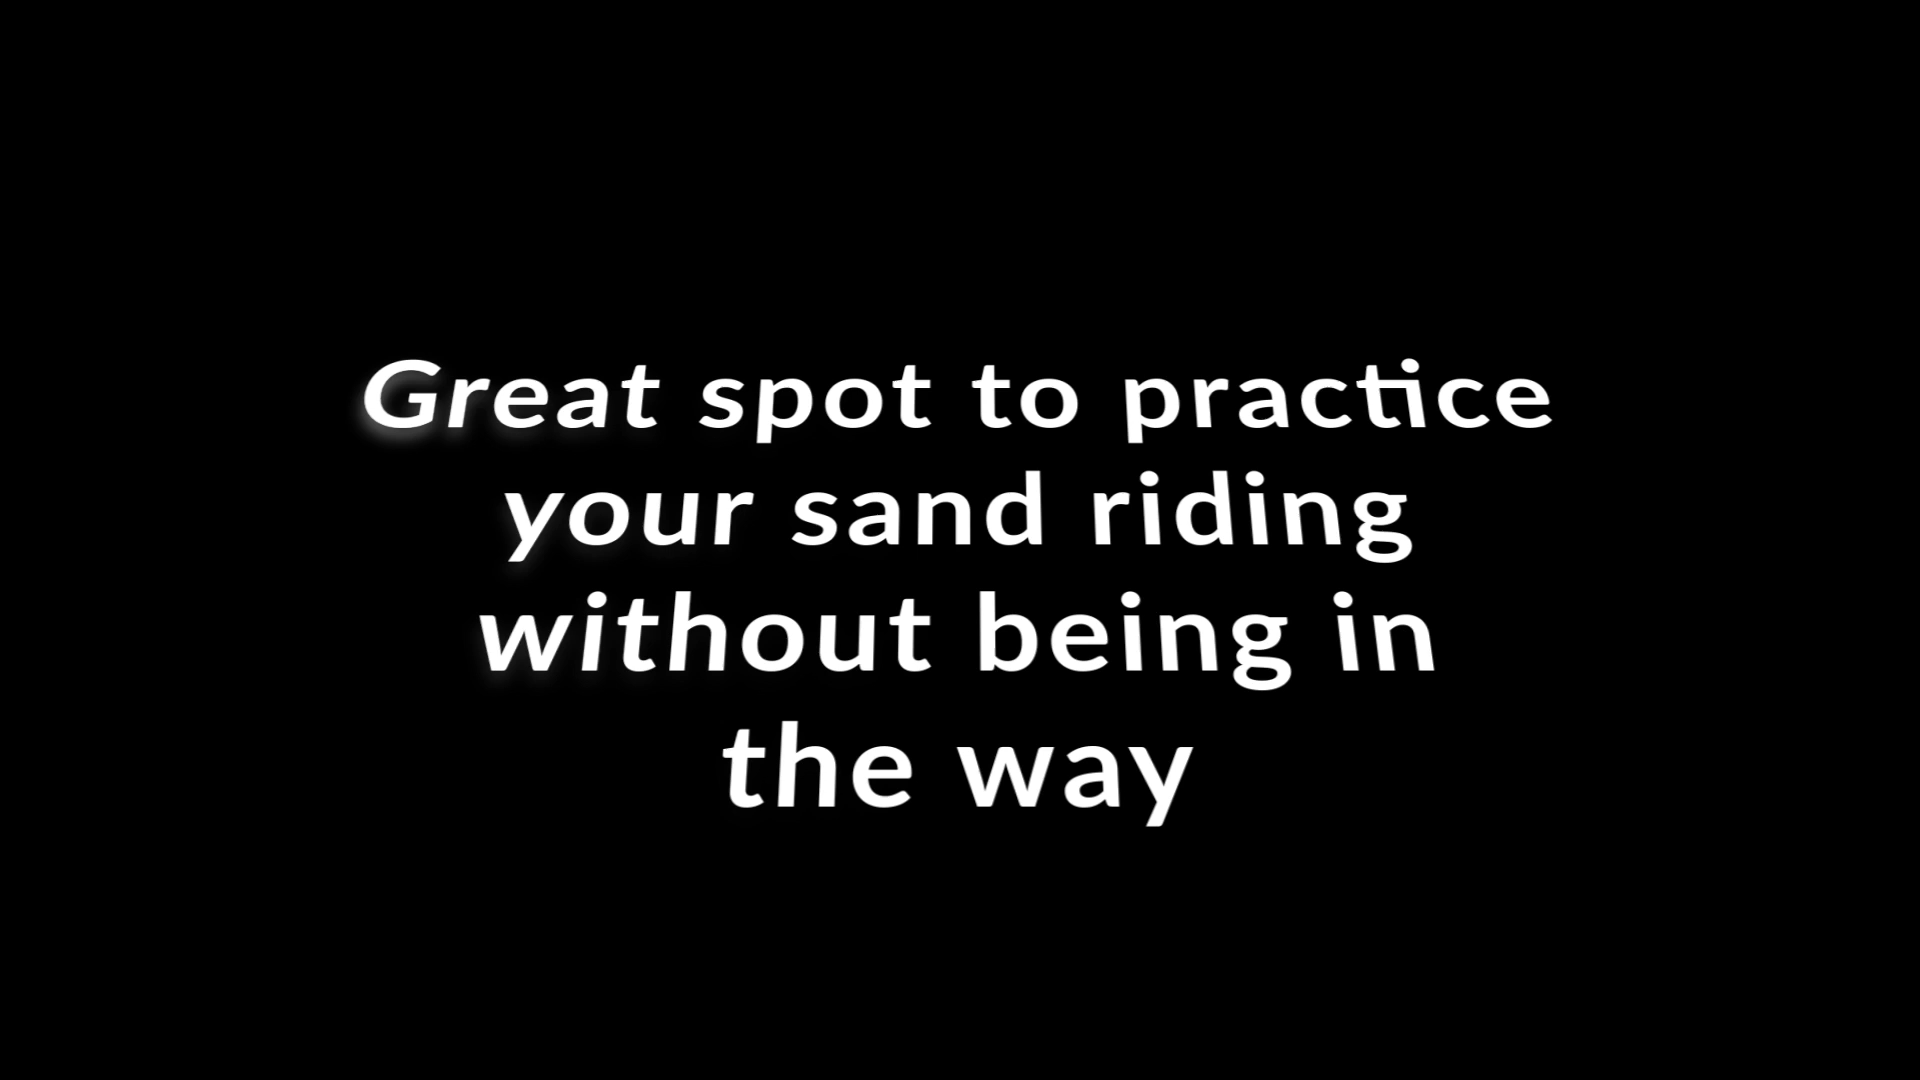 Great spot to practice
your sand riding
without being in
the way